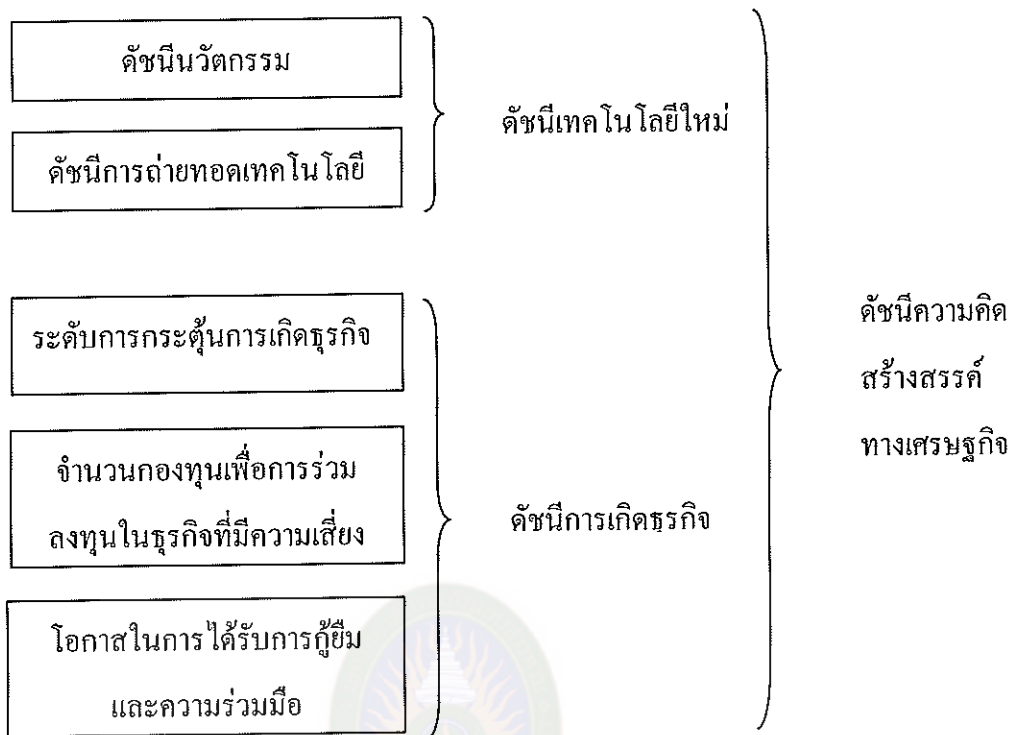 ดัชนีนวัตกรรม
ดัชนีการถ่ายทอดเทคโนโลยี
ดัชนีเทคโนโลยีใหม่
ระดับการกระตุ้นการเกิดธุรกิจ
จำนวนกองทุนเพื่อการร่วม
ลงทุนในธุรกิจที่มีความเสี่ยง
โอกาสในการได้รับการกู้ยืม
และความร่วมมือ
ดัชนีการเกิดธุรกิจ
ดัชนีความคิด
สร้างสรรค์
ทางเศรษฐกิจ